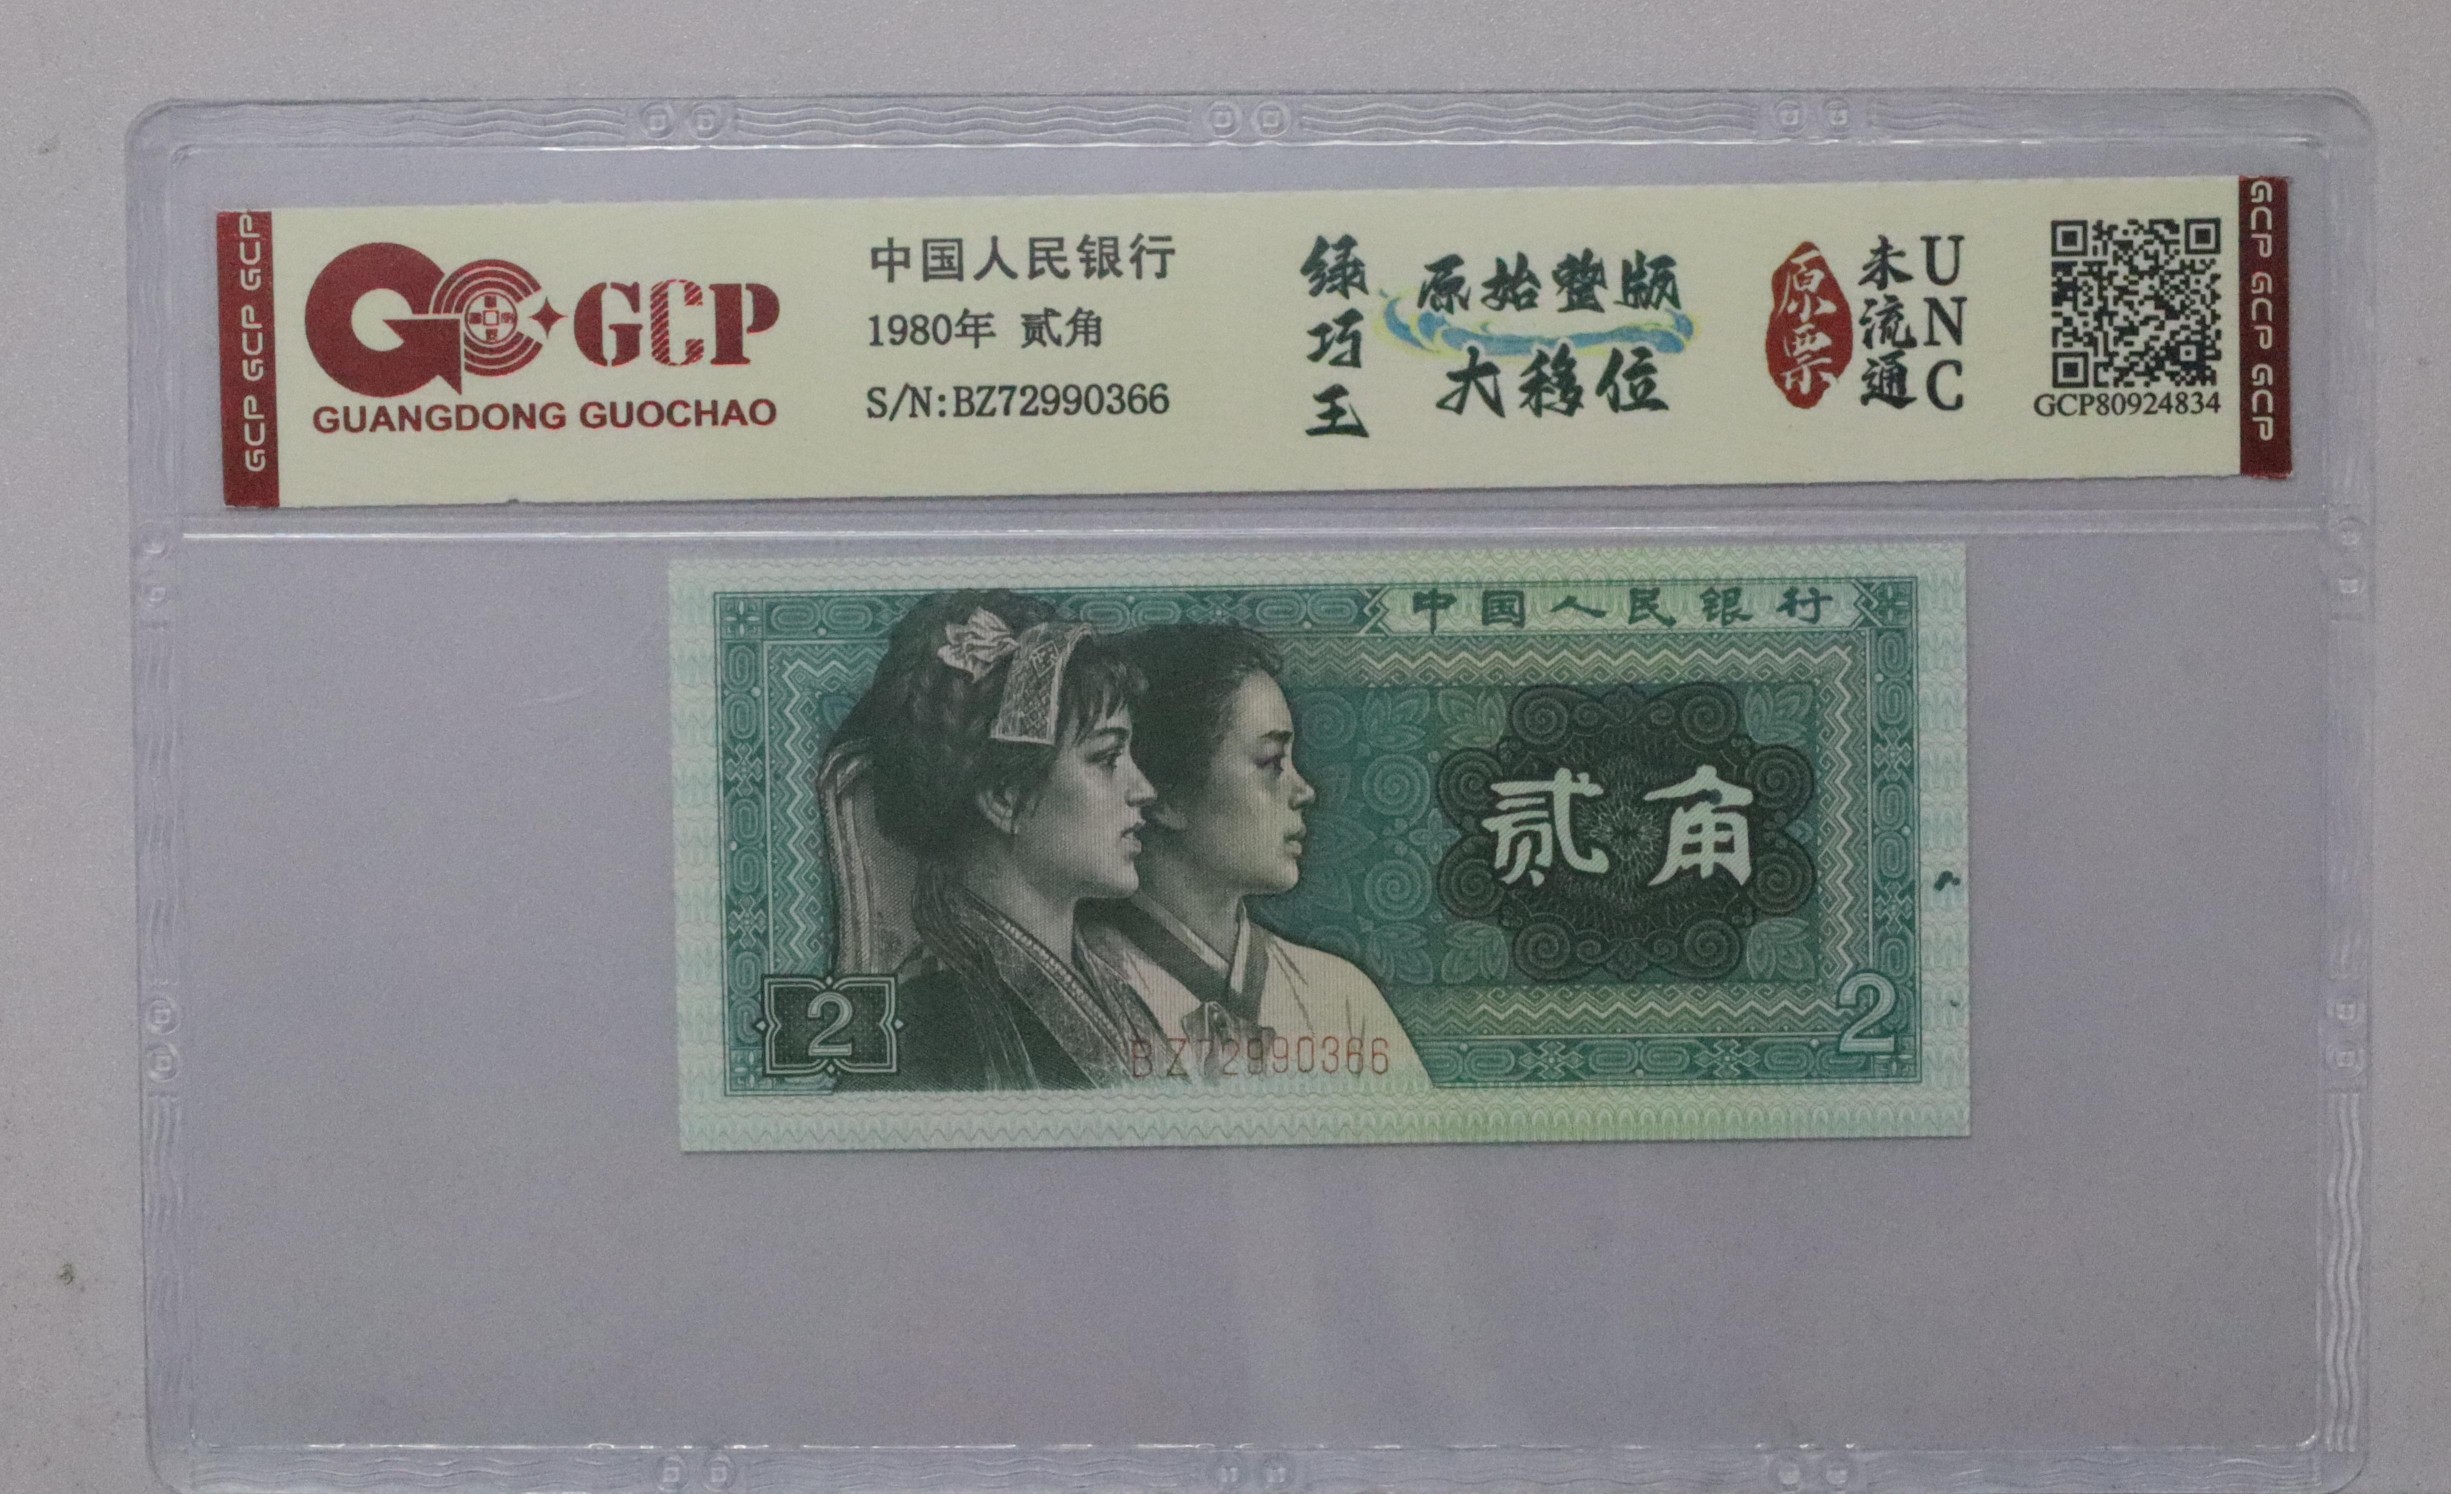 GCP GCP GCP
GCP
GUANGDONG GUOCHAO
中国人民银行
1980年 贰角
S/N:BZ72990366
绿巧王
原始整版
大移位
原票
未流通
UNC
GCP80924834
GCP GCP GCP
中国人民银行
贰角
2
2
BZ72990366